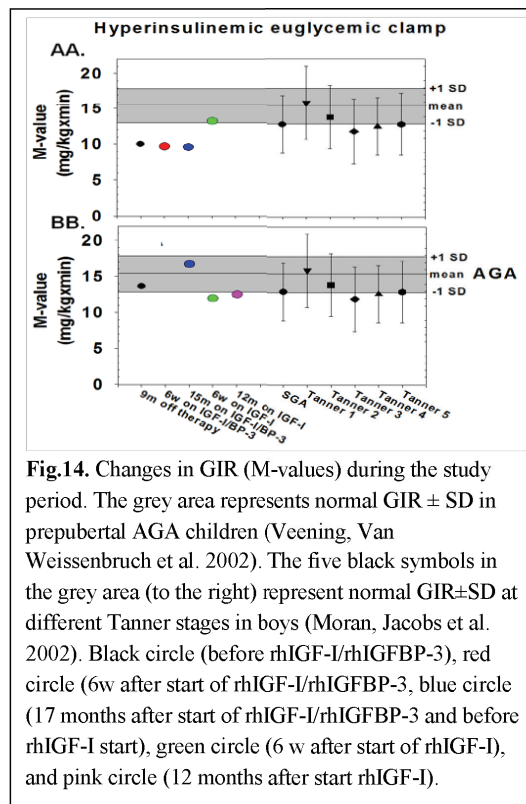 Hyperinsulinemic euglycemic clamp
AA.
M-value
(mg/kgxmin)
20
15
10
5
0
+1 SD
mean
-1 SD
BB.
M-value
(mg/kgxmin)
20
15
10
5
0
+1 SD
mean AGA
-1 SD
9m off therapy
6w on IGF-I/BP-3
15m on IGF-I/BP-3
6w on IGF-I
12m on IGF-I
SGA
Tanner 1
Tanner 2
Tanner 3
Tanner 4
Tanner 5
Fig.14. Changes in GIR (M-values) during the study
period. The grey area represents normal GIR ± SD in
prepubertal AGA children (Veening, Van
Weissenbruch et al. 2002). The five black symbols in
the grey area (to the right) represent normal GIR±SD at
different Tanner stages in boys (Moran, Jacobs et al.
2002). Black circle (before rhIGF-I/rhIGFBP-3), red
circle (6w after start of rhIGF-I/rhIGFBP-3, blue circle
(17 months after start of rhIGF-I/rhIGFBP-3 and before
rhIGF-I start), green circle (6 w after start of rhIGF-I),
and pink circle (12 months after start rhIGF-I).